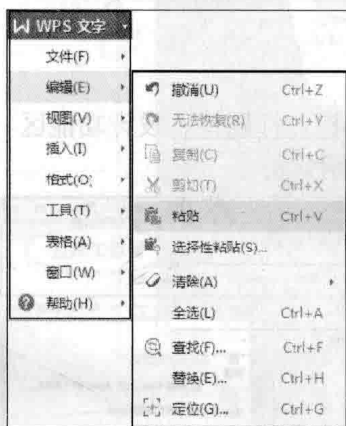 WPS 文字
文件(F)
编辑(E)
视图(V)
插入(I)
格式(O)
工具(T)
表格(A)
窗口(W)
帮助(H)
撤消(U) Ctrl+Z
无法恢复(R) Ctrl+Y
复制(C) Ctrl+C
剪切(T) Ctrl+X
粘贴 Ctrl+V
选择性粘贴(S)...
清除(A)
全选(L) Ctrl+A
查找(F)... Ctrl+F
替换(E)... Ctrl+H
定位(G)... Ctrl+G